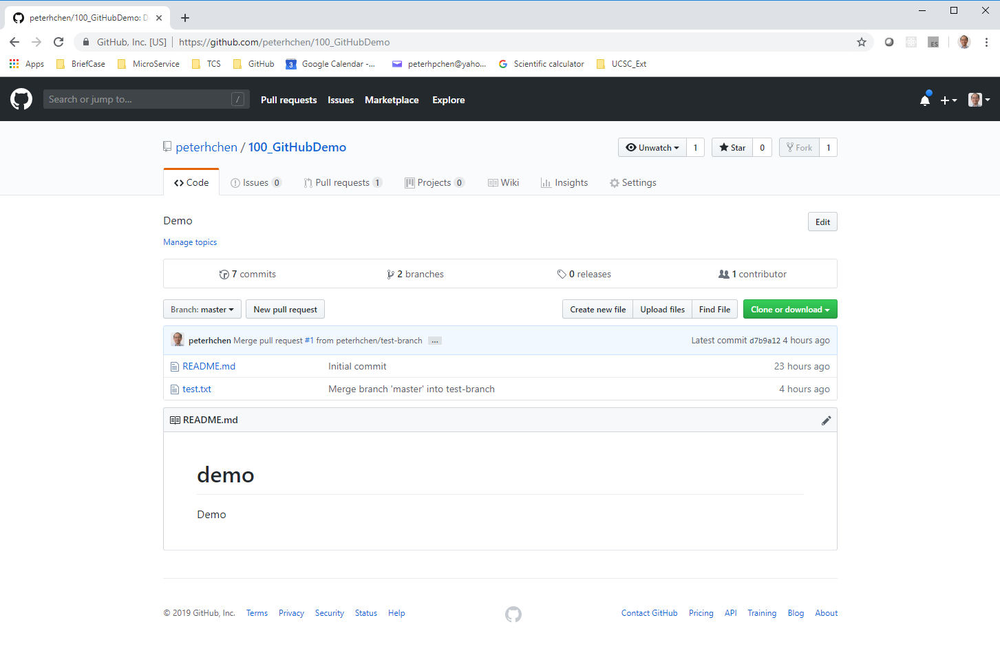 peterhchen/100_GitHubDemo: D
GitHub, Inc. [US] | https://github.com/peterhchen/100_GitHubDemo
ES
Apps BriefCase MicroService TCS GitHub 3 Google Calendar -... peterhpchen@yaho... Scientific calculator UCSC_Ext
Search or jump to... / Pull requests Issues Marketplace Explore
peterhchen / 100_GitHubDemo Unwatch 1 Star 0 Fork 1
Code Issues 0 Pull requests 1 Projects 0 Wiki Insights Settings
Demo Edit
Manage topics
7 commits 2 branches 0 releases 1 contributor
Branch: master New pull request Create new file Upload files Find File Clone or download
peterhchen Merge pull request #1 from peterhchen/test-branch ... Latest commit d7b9a12 4 hours ago
README.md Initial commit 23 hours ago
test.txt Merge branch 'master' into test-branch 4 hours ago
README.md
demo
Demo
© 2019 GitHub, Inc. Terms Privacy Security Status Help Contact GitHub Pricing API Training Blog About